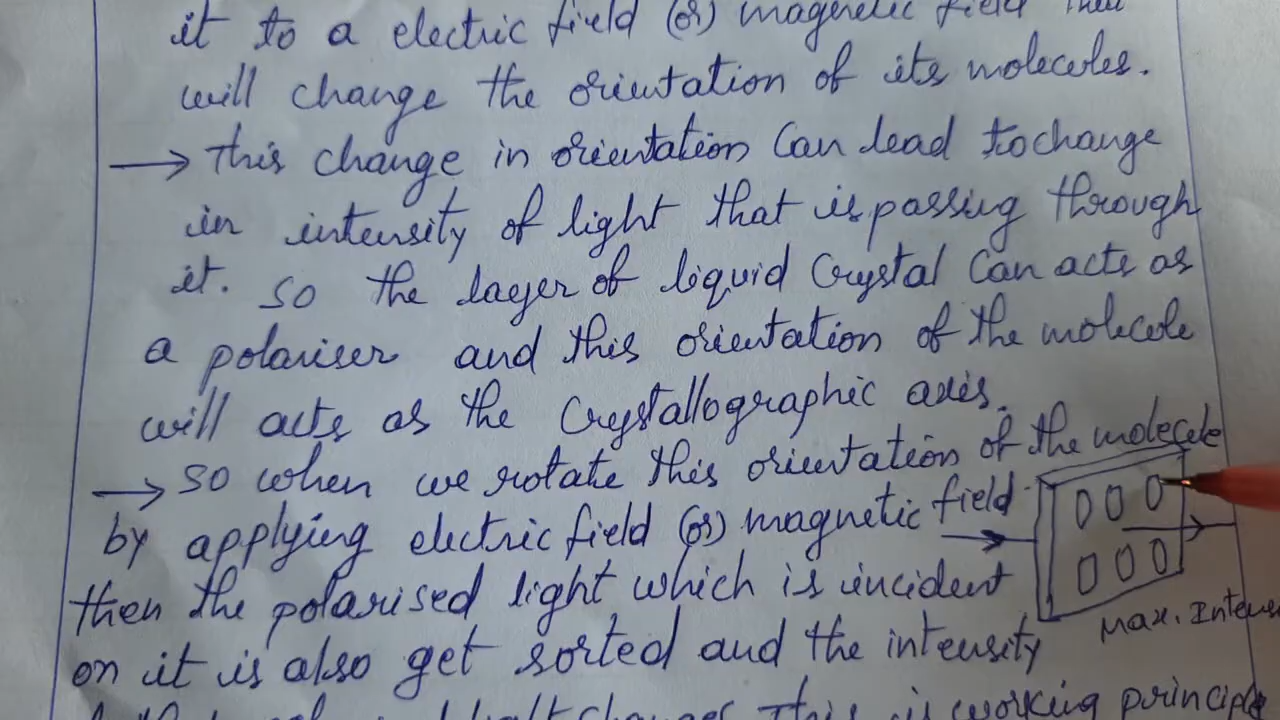 it to a electric field (or) magnetic field then
will change the orientation of its molecules.
→ This change in orientation can lead to change
in intensity of light that is passing through
it. So the layer of liquid crystal can acts as
a polariser and this orientation of the molecule
will acts as the crystallographic axis.
→ So when we rotate this orientation of the molecule
by applying electric field (or) magnetic field
then the polarised light which is incident
on it is also get sorted and the intensity
Max. Intens
changes This is working principle